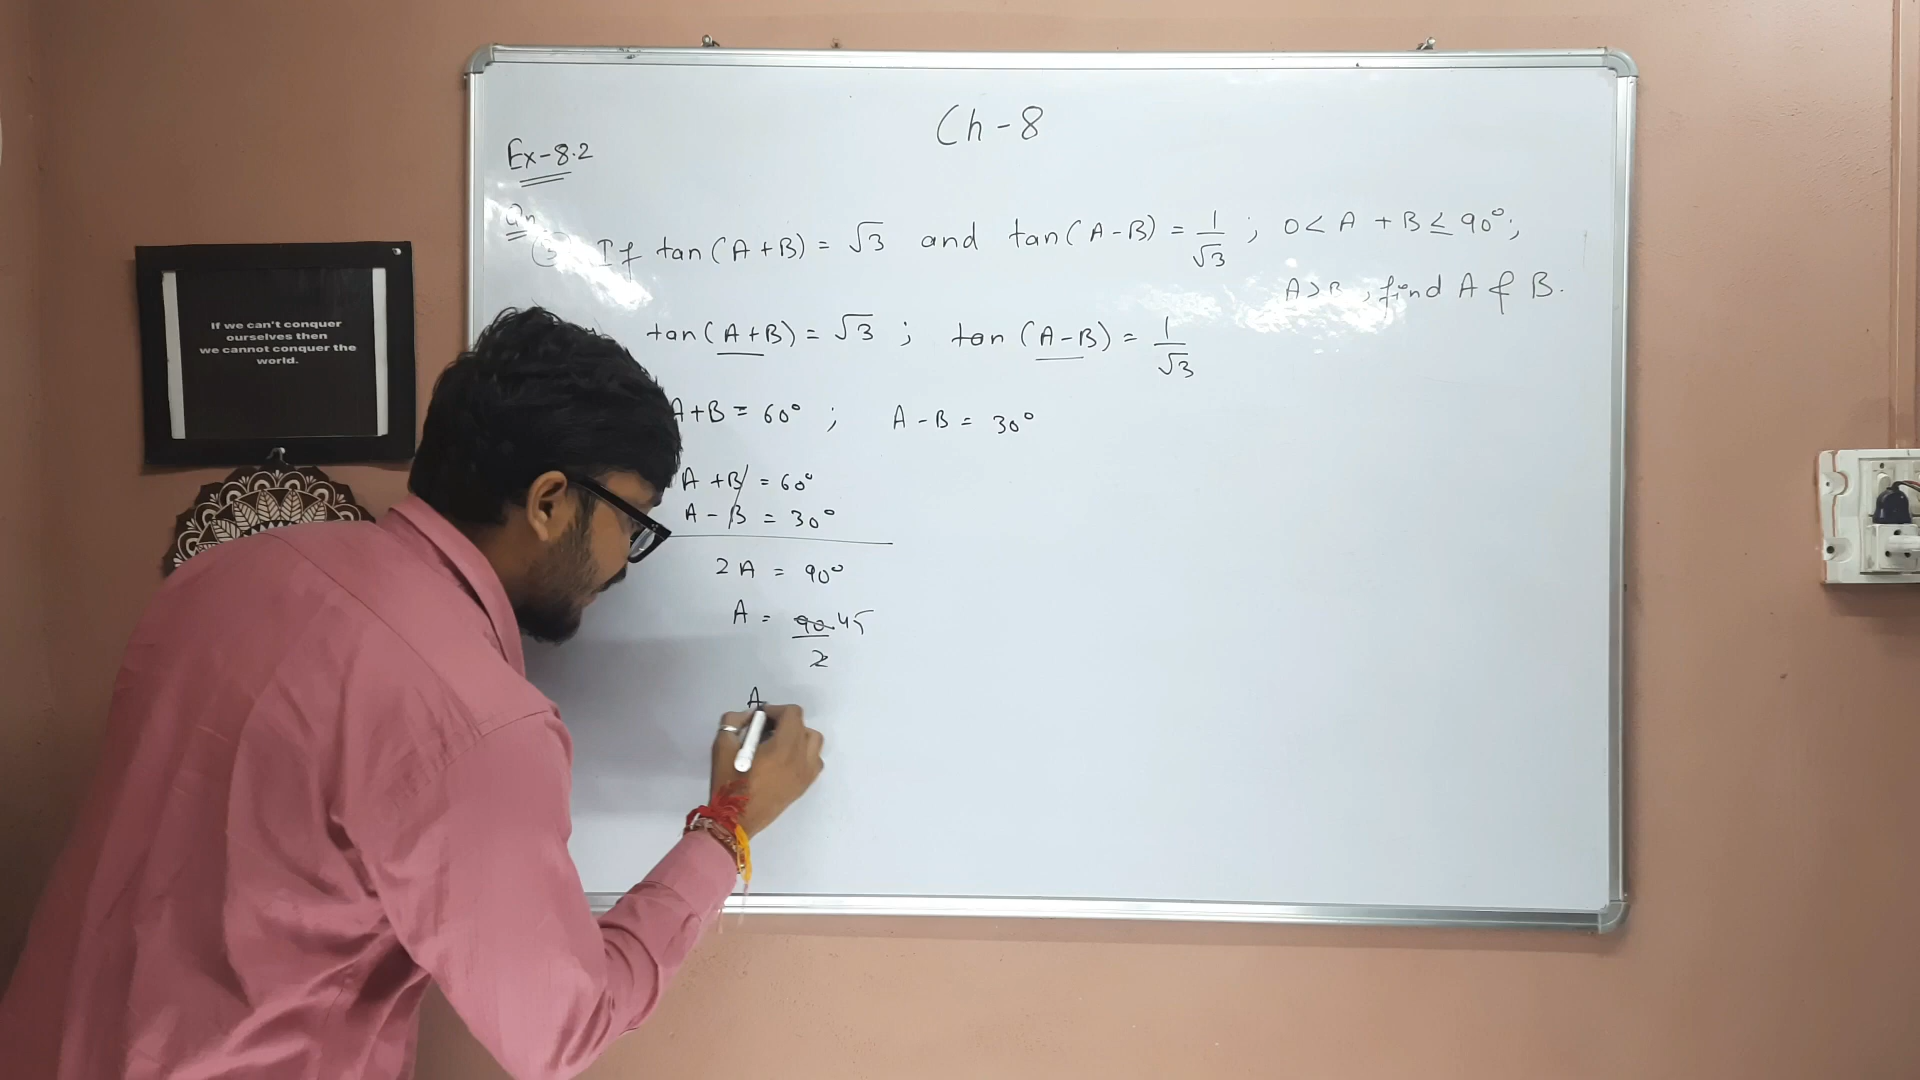 Ch-8
Ex-8.2
Qn
(3) If tan(A+B) = √3 and tan(A-B) = 1/√3 ; 0< A +B ≤ 90°;
A>B, find A & B.
tan(A+B) = √3 ; tan (A-B) = 1/√3
A+B = 60° ; A-B = 30°
A +B = 60°
A - B = 30°
2A = 90°
A = 90/2 45
A
If we can't conquer
ourselves then
we cannot conquer the
world.